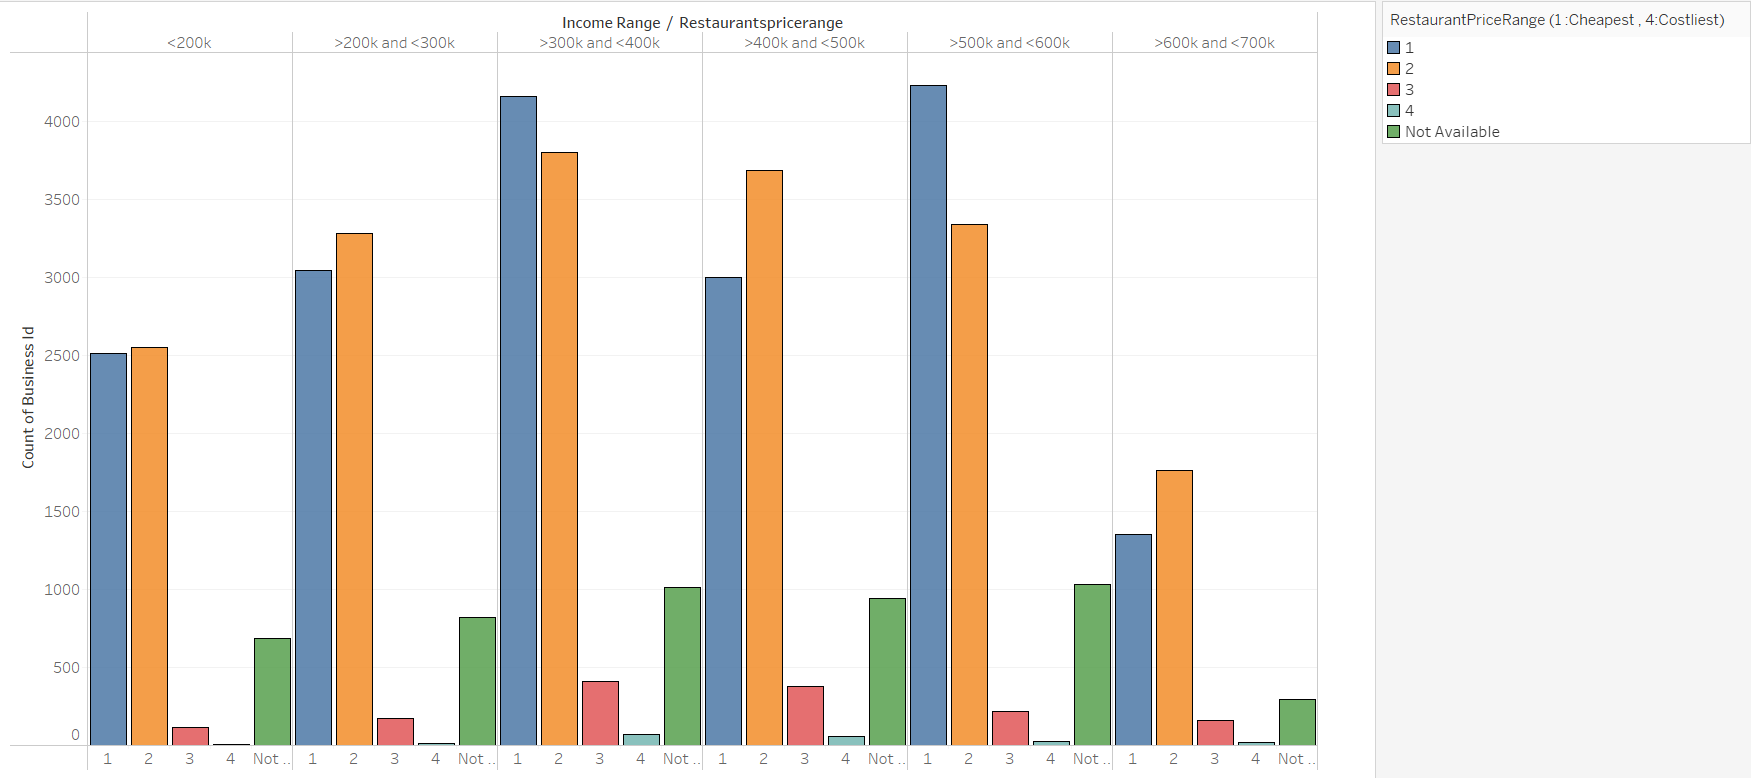 Income Range / Restaurantspricerange
<200k >200k and <300k >300k and <400k >400k and <500k >500k and <600k >600k and <700k
RestaurantPriceRange (1 :Cheapest , 4:Costliest)
1
2
3
4
Not Available
Count of Business Id
4000
3500
3000
2500
2000
1500
1000
500
0
1 2 3 4 Not .. 1 2 3 4 Not .. 1 2 3 4 Not .. 1 2 3 4 Not .. 1 2 3 4 Not .. 1 2 3 4 Not ..